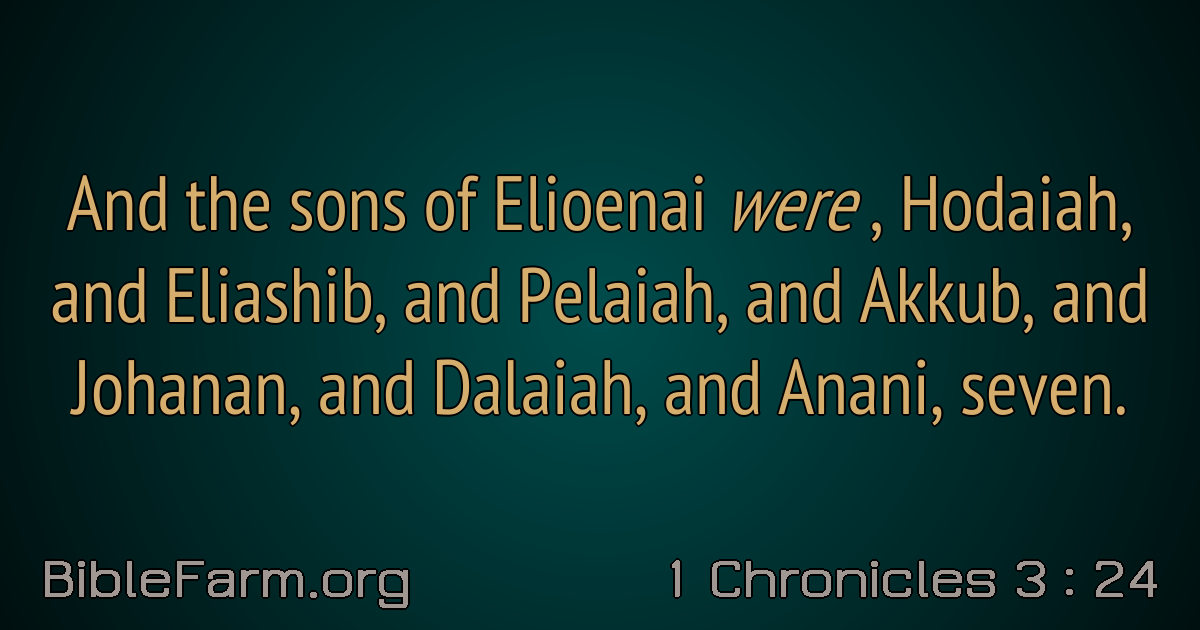 And the sons of Elioenai were , Hodaiah,
and Eliashib, and Pelaiah, and Akkub, and
Johanan, and Dalaiah, and Anani, seven.
BibleFarm.org
1 Chronicles 3 : 24